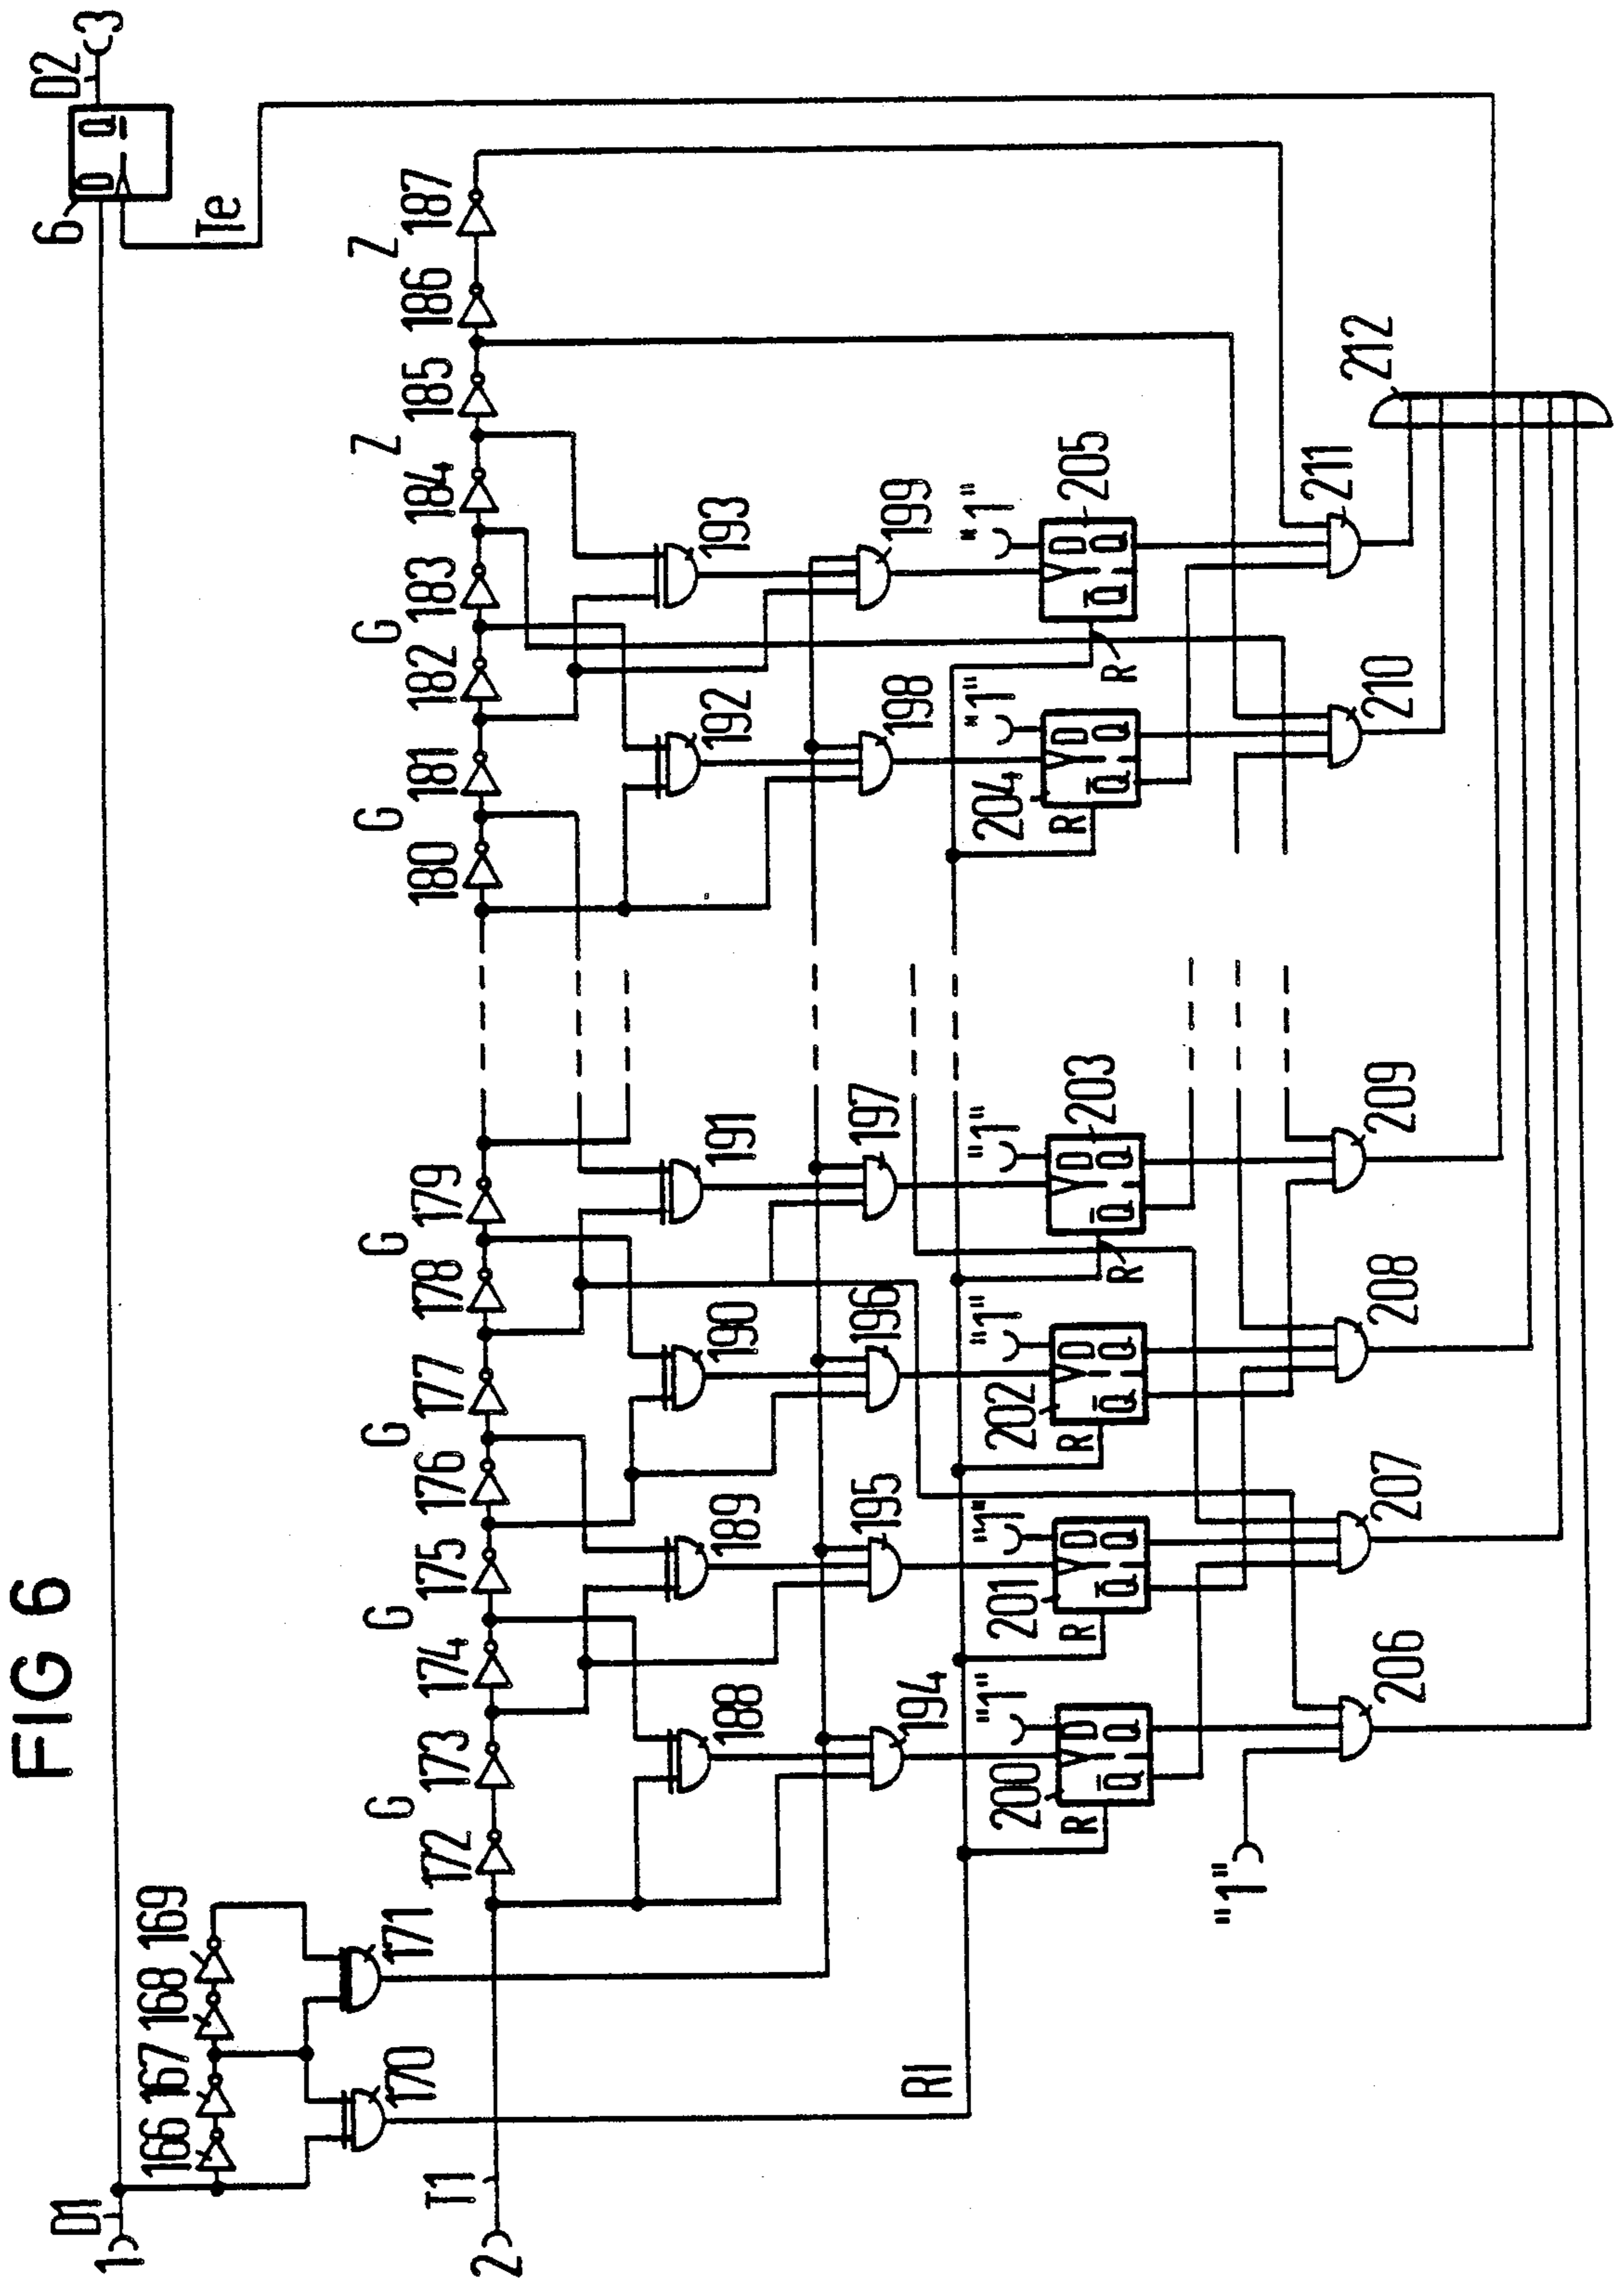 FIG 6
1
D1
6
D
Q
D2
3
Te
166
167
168
169
170
171
2
T1
R1
172
G
173
174
G
175
176
G
177
178
G
179
180
G
181
182
G
183
184
Z
185
186
Z
187
188
189
190
191
192
193
194
195
196
197
198
199
200
R
"1"
D
Q
Q̅
201
R
"1"
D
Q
Q̅
202
R
"1"
D
Q
Q̅
203
R
"1"
D
Q
Q̅
204
R
"1"
D
Q
Q̅
205
R
"1"
D
Q
Q̅
"1"
206
207
208
209
210
211
212